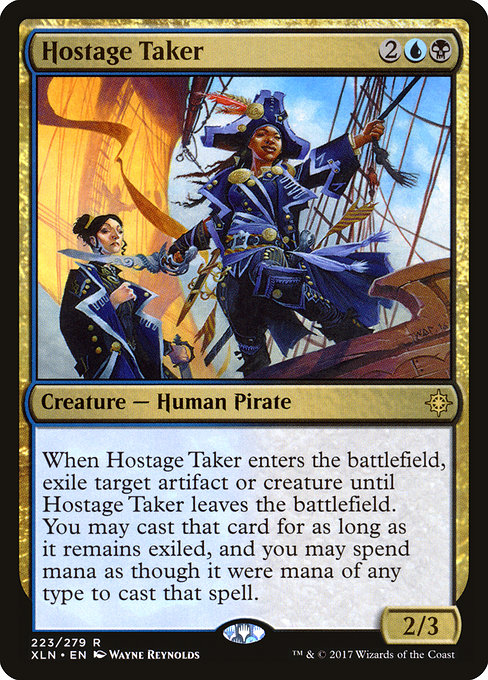 Hostage Taker 2
Creature — Human Pirate
When Hostage Taker enters the battlefield,
exile target artifact or creature until
Hostage Taker leaves the battlefield.
You may cast that card for as long as
it remains exiled, and you may spend
mana as though it were mana of any
type to cast that spell.
2/3
223/279 R
XLN • EN Wayne Reynolds
™ & © 2017 Wizards of the Coast